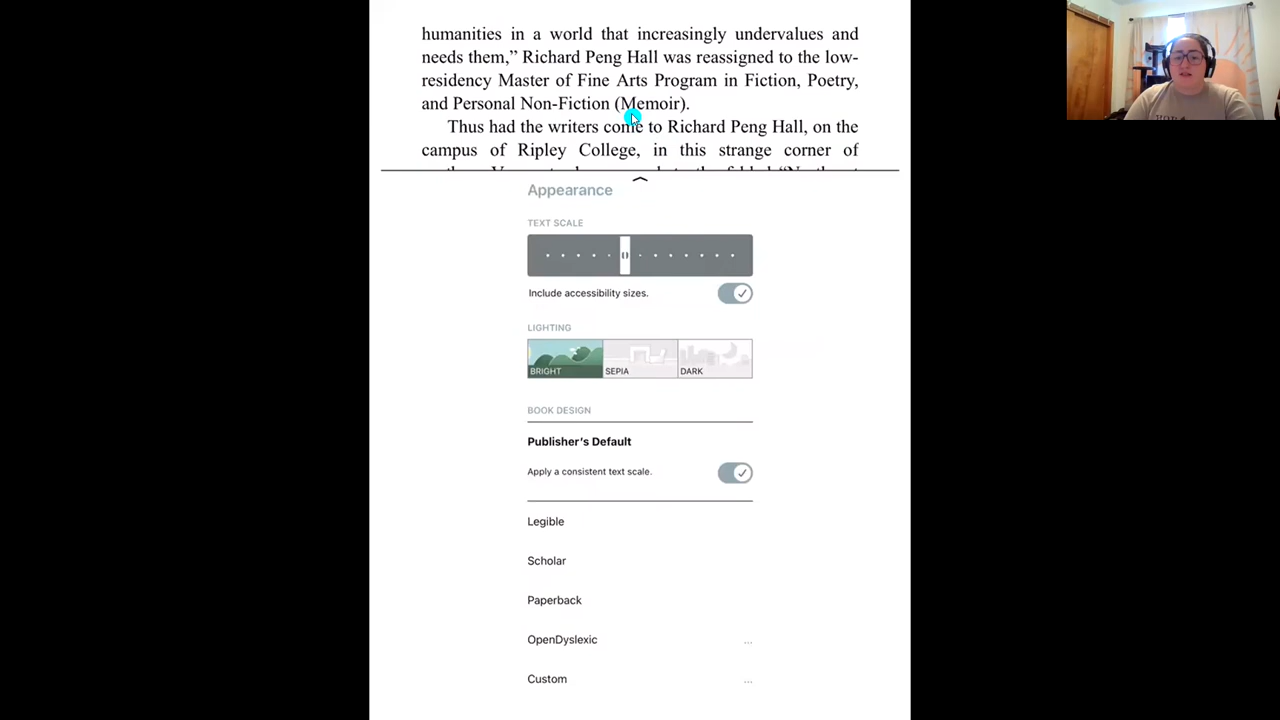 humanities in a world that increasingly undervalues and
needs them,” Richard Peng Hall was reassigned to the low-
residency Master of Fine Arts Program in Fiction, Poetry,
and Personal Non-Fiction (Memoir).
Thus had the writers come to Richard Peng Hall, on the
campus of Ripley College, in this strange corner of
Appearance
TEXT SCALE
Include accessibility sizes.
LIGHTING
BRIGHT SEPIA DARK
BOOK DESIGN
Publisher’s Default
Apply a consistent text scale.
Legible
Scholar
Paperback
OpenDyslexic ...
Custom ...